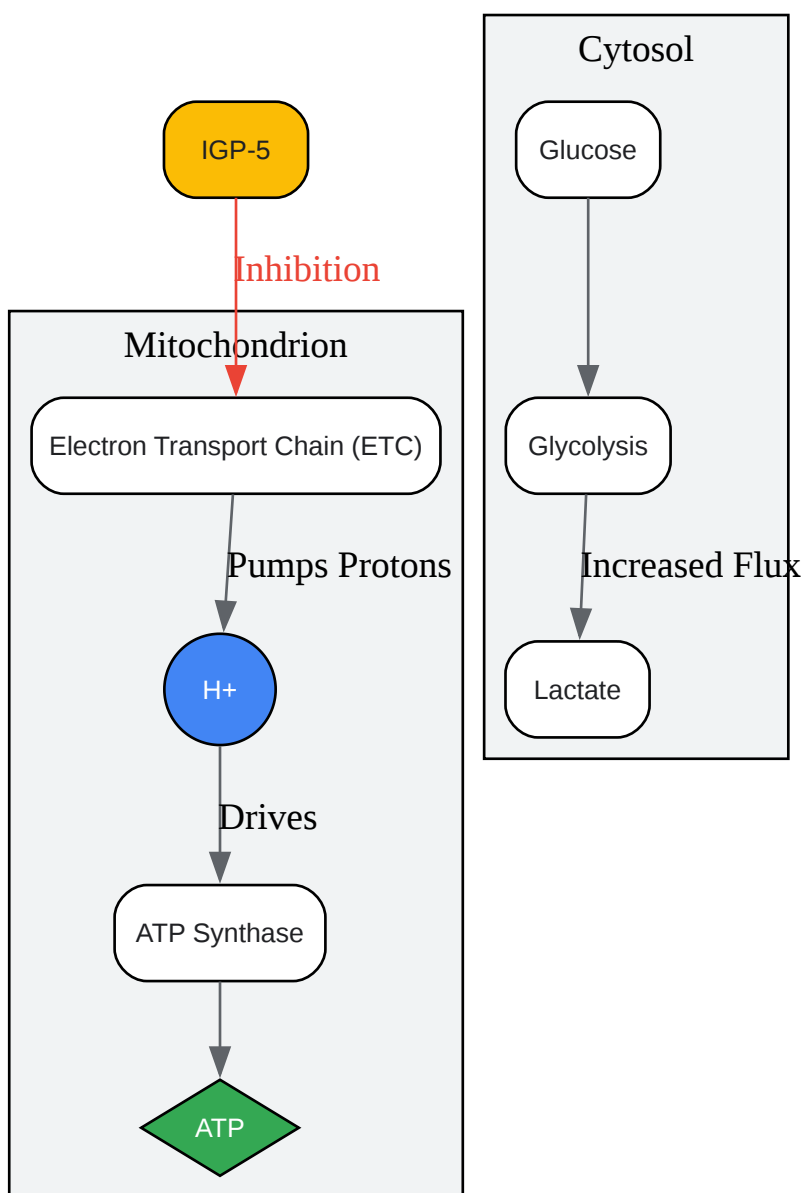 IGP-5
Inhibition
Mitochondrion
Electron Transport Chain (ETC)
Pumps Protons
H+
Drives
ATP Synthase
ATP
Cytosol
Glucose
Glycolysis
Increased Flux
Lactate